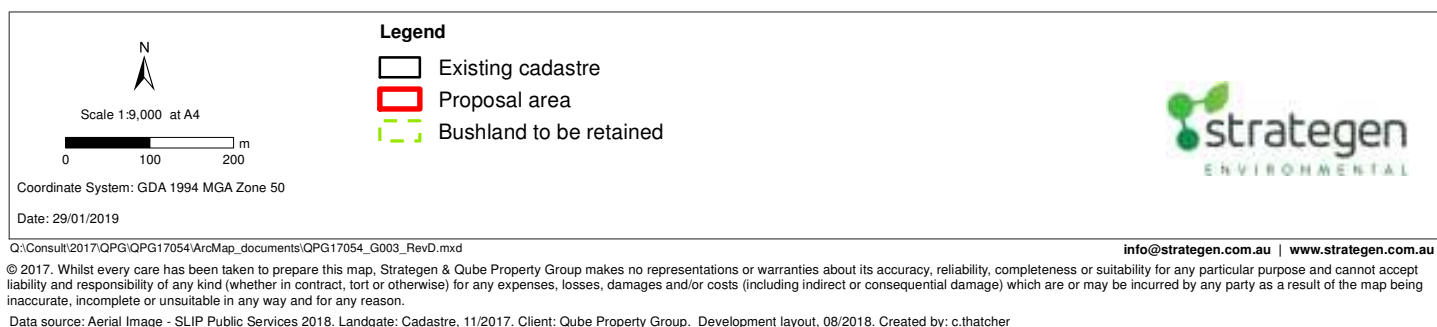 N
Scale 1:9,000 at A4
m
0 100 200
Coordinate System: GDA 1994 MGA Zone 50
Date: 29/01/2019
Legend
Existing cadastre
Proposal area
Bushland to be retained
strategen
ENVIRONMENTAL
Q:\Consult\2017\QPG\QPG17054\ArcMap_documents\QPG17054_G003_RevD.mxd
info@strategen.com.au | www.strategen.com.au
© 2017. Whilst every care has been taken to prepare this map, Strategen & Qube Property Group makes no representations or warranties about its accuracy, reliability, completeness or suitability for any particular purpose and cannot accept
liability and responsibility of any kind (whether in contract, tort or otherwise) for any expenses, losses, damages and/or costs (including indirect or consequential damage) which are or may be incurred by any party as a result of the map being
inaccurate, incomplete or unsuitable in any way and for any reason.
Data source: Aerial Image - SLIP Public Services 2018. Landgate: Cadastre, 11/2017. Client: Qube Property Group. Development layout, 08/2018. Created by: c.thatcher